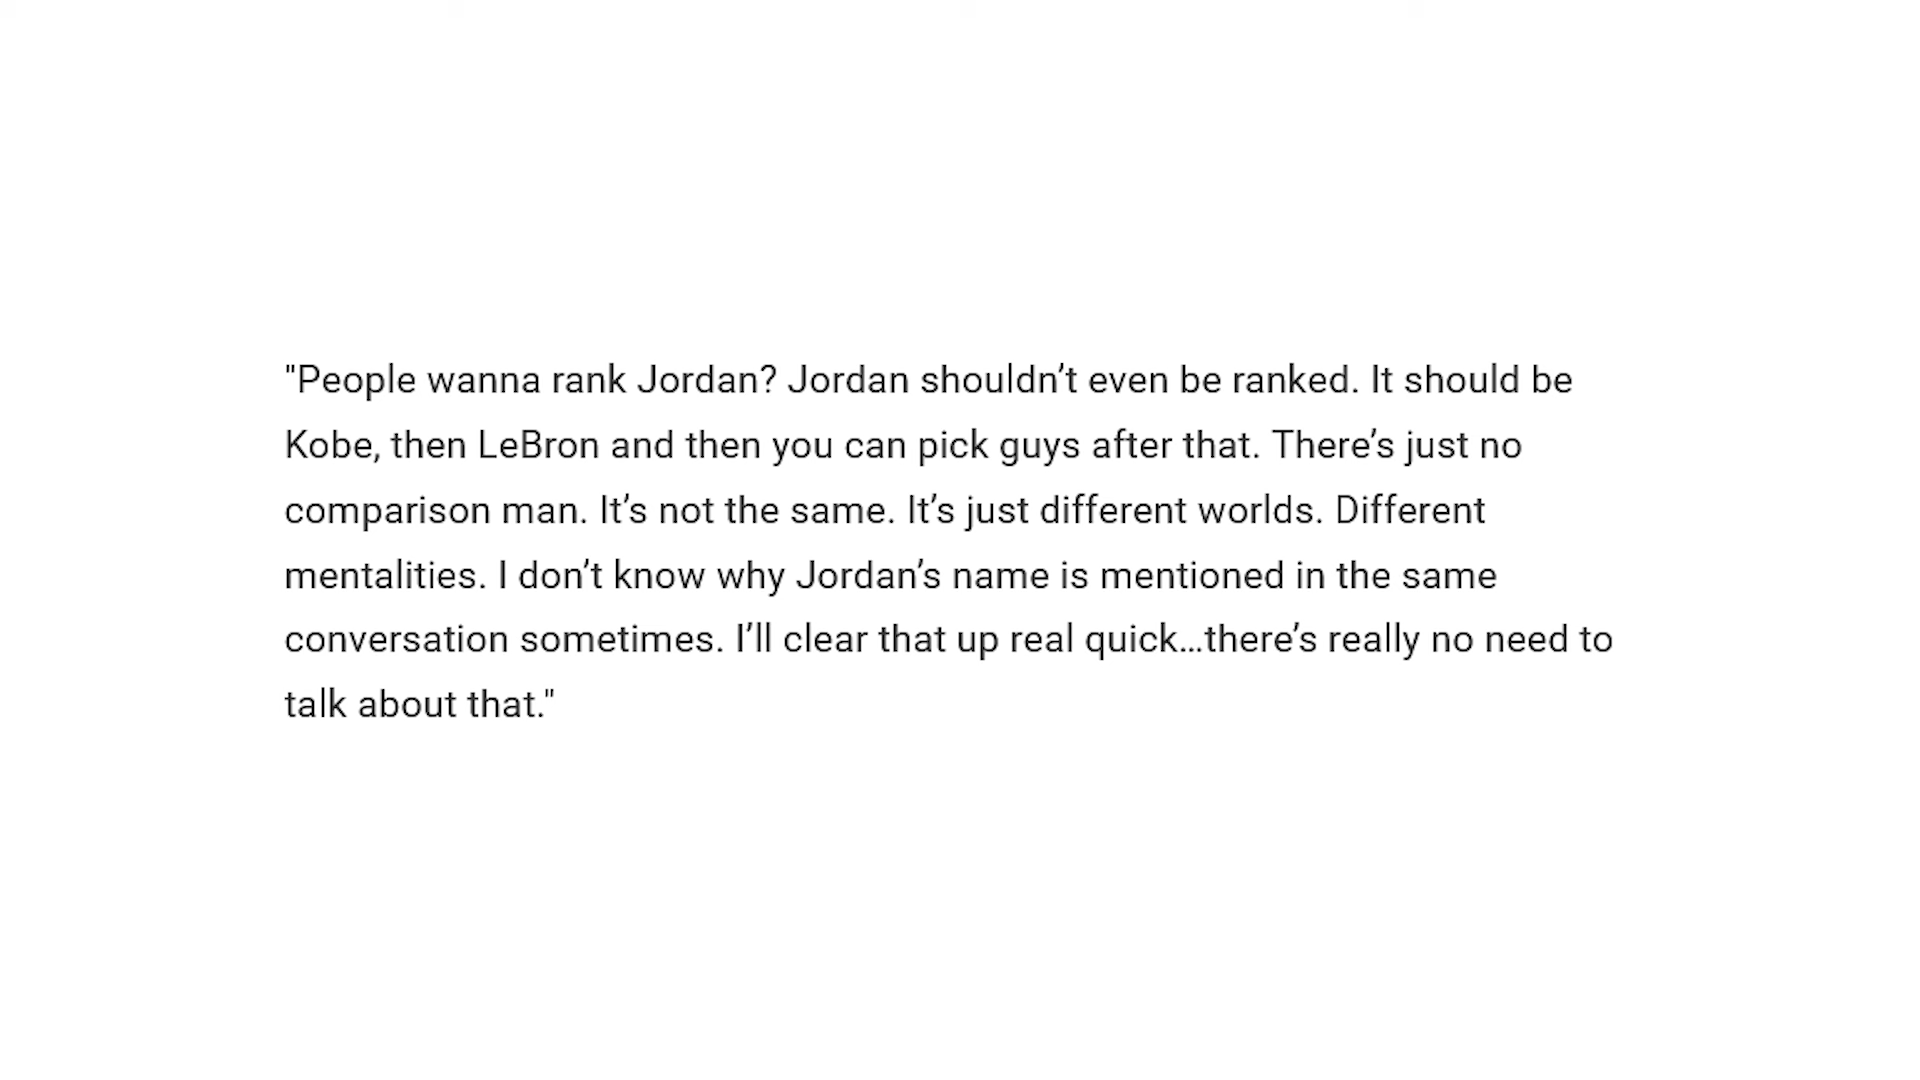 "People wanna rank Jordan? Jordan shouldn’t even be ranked. It should be
Kobe, then LeBron and then you can pick guys after that. There’s just no
comparison man. It’s not the same. It’s just different worlds. Different
mentalities. I don’t know why Jordan’s name is mentioned in the same
conversation sometimes. I’ll clear that up real quick…there’s really no need to
talk about that."